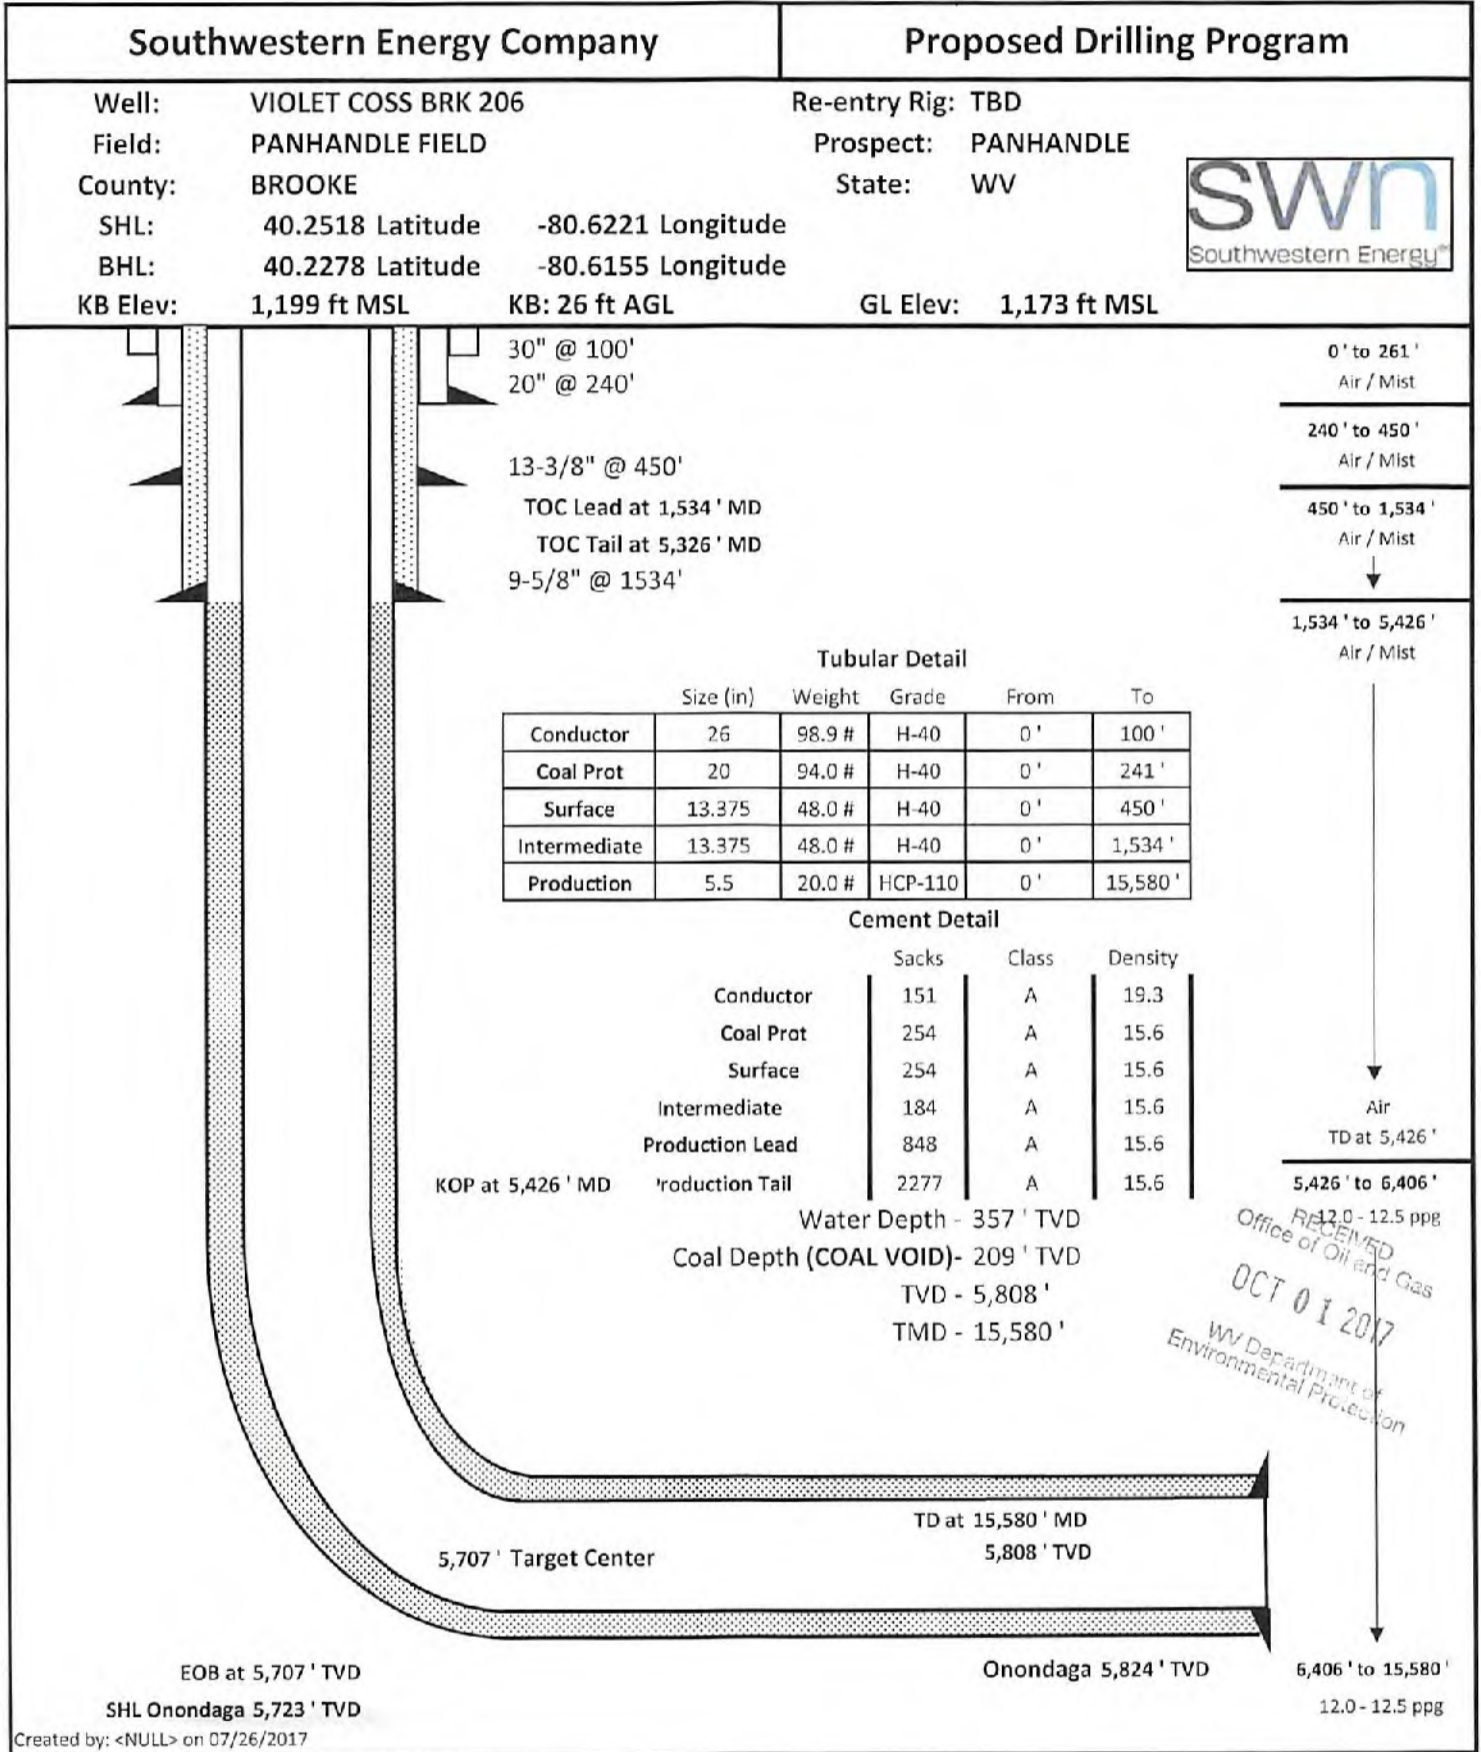 Southwestern Energy Company
Proposed Drilling Program
Well: VIOLET COSS BRK 206 Re-entry Rig: TBD
Field: PANHANDLE FIELD Prospect: PANHANDLE
County: BROOKE State: WV
SHL: 40.2518 Latitude -80.6221 Longitude
BHL: 40.2278 Latitude -80.6155 Longitude
KB Elev: 1,199 ft MSL KB: 26 ft AGL GL Elev: 1,173 ft MSL
swn
Southwestern Energy®
30" @ 100'
20" @ 240'
13-3/8" @ 450'
TOC Lead at 1,534 ' MD
TOC Tail at 5,326 ' MD
9-5/8" @ 1534'
0 ' to 261 '
Air / Mist
240 ' to 450 '
Air / Mist
450 ' to 1,534 '
Air / Mist
1,534 ' to 5,426 '
Air / Mist
Tubular Detail
Size (in) Weight Grade From To
Conductor 26 98.9 # H-40 0 ' 100 '
Coal Prot 20 94.0 # H-40 0 ' 241 '
Surface 13.375 48.0 # H-40 0 ' 450 '
Intermediate 13.375 48.0 # H-40 0 ' 1,534 '
Production 5.5 20.0 # HCP-110 0 ' 15,580 '
Cement Detail
Sacks Class Density
Conductor 151 A 19.3
Coal Prot 254 A 15.6
Surface 254 A 15.6
Intermediate 184 A 15.6
Production Lead 848 A 15.6
KOP at 5,426 ' MD 'roduction Tail 2277 A 15.6
Water Depth - 357 ' TVD
Coal Depth (COAL VOID)- 209 ' TVD
TVD - 5,808 '
TMD - 15,580 '
Air
TD at 5,426 '
5,426 ' to 6,406 '
12.0 - 12.5 ppg
RECEIVED
Office of Oil and Gas
OCT 01 2017
WV Department of
Environmental Protection
TD at 15,580 ' MD
5,808 ' TVD
5,707 ' Target Center
EOB at 5,707 ' TVD
SHL Onondaga 5,723 ' TVD
Onondaga 5,824 ' TVD
6,406 ' to 15,580 '
12.0 - 12.5 ppg
Created by: <NULL> on 07/26/2017